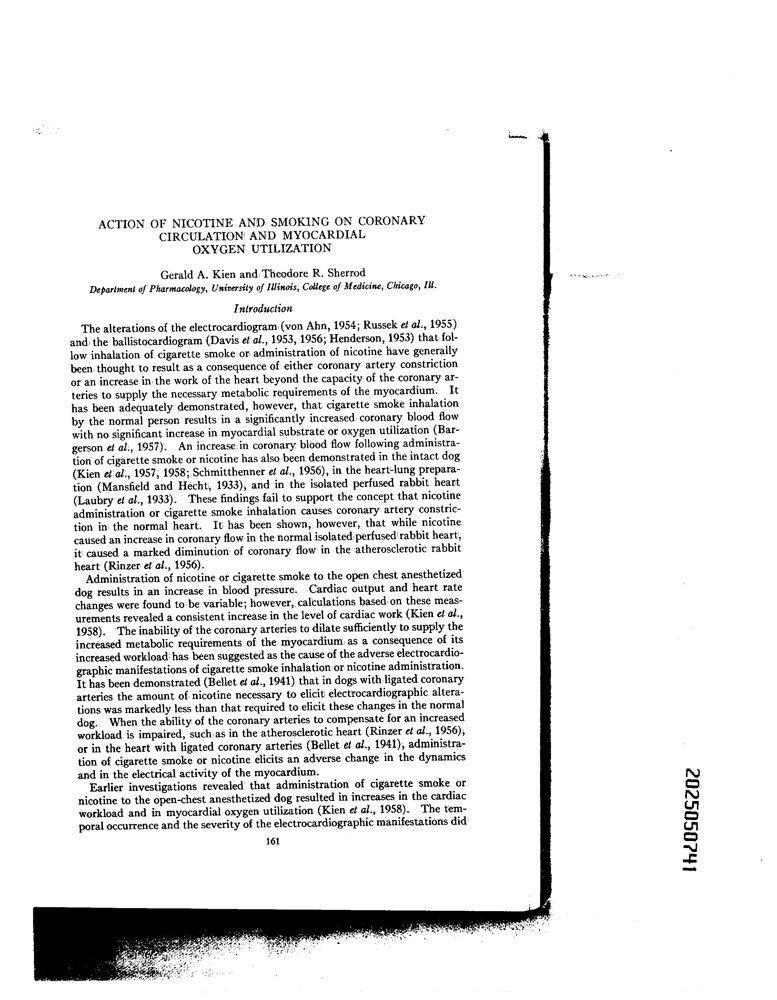 ACTION OF NICOTINE AND SMOKING ON CORONARY
CIRCULATION AND MYOCARDIAL
OXYGEN UTILIZATION
Gerald A. Kien and Theodore R. Sherrod
Department of Pharmacology, University of Illinois, College of Medicine, Chicago, Ill.
Introduction
The alterations of the electrocardiogram (von Ahn, 1954; Russek et al., 1955)
and the ballistocardiogram (Davis et al., 1953, 1956; Henderson, 1953) that fol-
low inhalation of cigarette smoke or administration of nicotine have generally
been thought to result as a consequence of either coronary artery constriction
or an increase in the work of the heart beyond the capacity of the coronary ar-
teries to supply the necessary metabolic requirements of the myocardium. It
has been adequately demonstrated, however, that cigarette smoke inhalation
by the normal person results in a significantly increased coronary blood flow
with no significant increase in myocardial substrate or oxygen utilization (Bar-
gerson et al., 1957). An increase in coronary blood flow following administra-
tion of cigarette smoke or nicotine has also been demonstrated in the intact dog
(Kien et al., 1957, 1958; Schmitthenner et al., 1956), in the heart-lung prepara-
tion (Mansfield and Hecht, 1933), and in the isolated perfused rabbit heart
(Laubry et al., 1933). These findings fail to support the concept that nicotine
administration or cigarette smoke inhalation causes coronary artery constric-
tion in the normal heart. It has been shown, however, that while nicotine
caused an increase in coronary flow in the normal isolated perfused rabbit heart,
it caused a marked diminution of coronary flow in the atherosclerotic rabbit
heart (Rinzer et al., 1956).
Administration of nicotine or cigarette smoke to the open chest anesthetized
dog results in an increase in blood pressure. Cardiac output and heart rate
changes were found to be variable; however, calculations based on these meas-
urements revealed a consistent increase in the level of cardiac work (Kien et al.,
1958). The inability of the coronary arteries to dilate sufficiently to supply the
increased metabolic requirements of the myocardium as a consequence of its
increased workload has been suggested as the cause of the adverse electrocardio-
graphic manifestations of cigarette smoke inhalation or nicotine administration.
It has been demonstrated (Bellet et al., 1941) that in dogs with ligated coronary
arteries the amount of nicotine necessary to elicit electrocardiographic altera-
tions was markedly less than that required to elicit these changes in the normal
dog. When the ability of the coronary arteries to compensate for an increased
workload is impaired, such as in the atherosclerotic heart (Rinzer et al., 1956),
or in the heart with ligated coronary arteries (Bellet et al., 1941), administra-
tion of cigarette smoke or nicotine elicits an adverse change in the dynamics
and in the electrical activity of the myocardium.
Earlier investigations revealed that administration of cigarette smoke or
nicotine to the open-chest anesthetized dog resulted in increases in the cardiac
workload and in myocardial oxygen utilization (Kien et al., 1958). The tem-
poral occurrence and the severity of the electrocardiographic manifestations did
161
2025050741